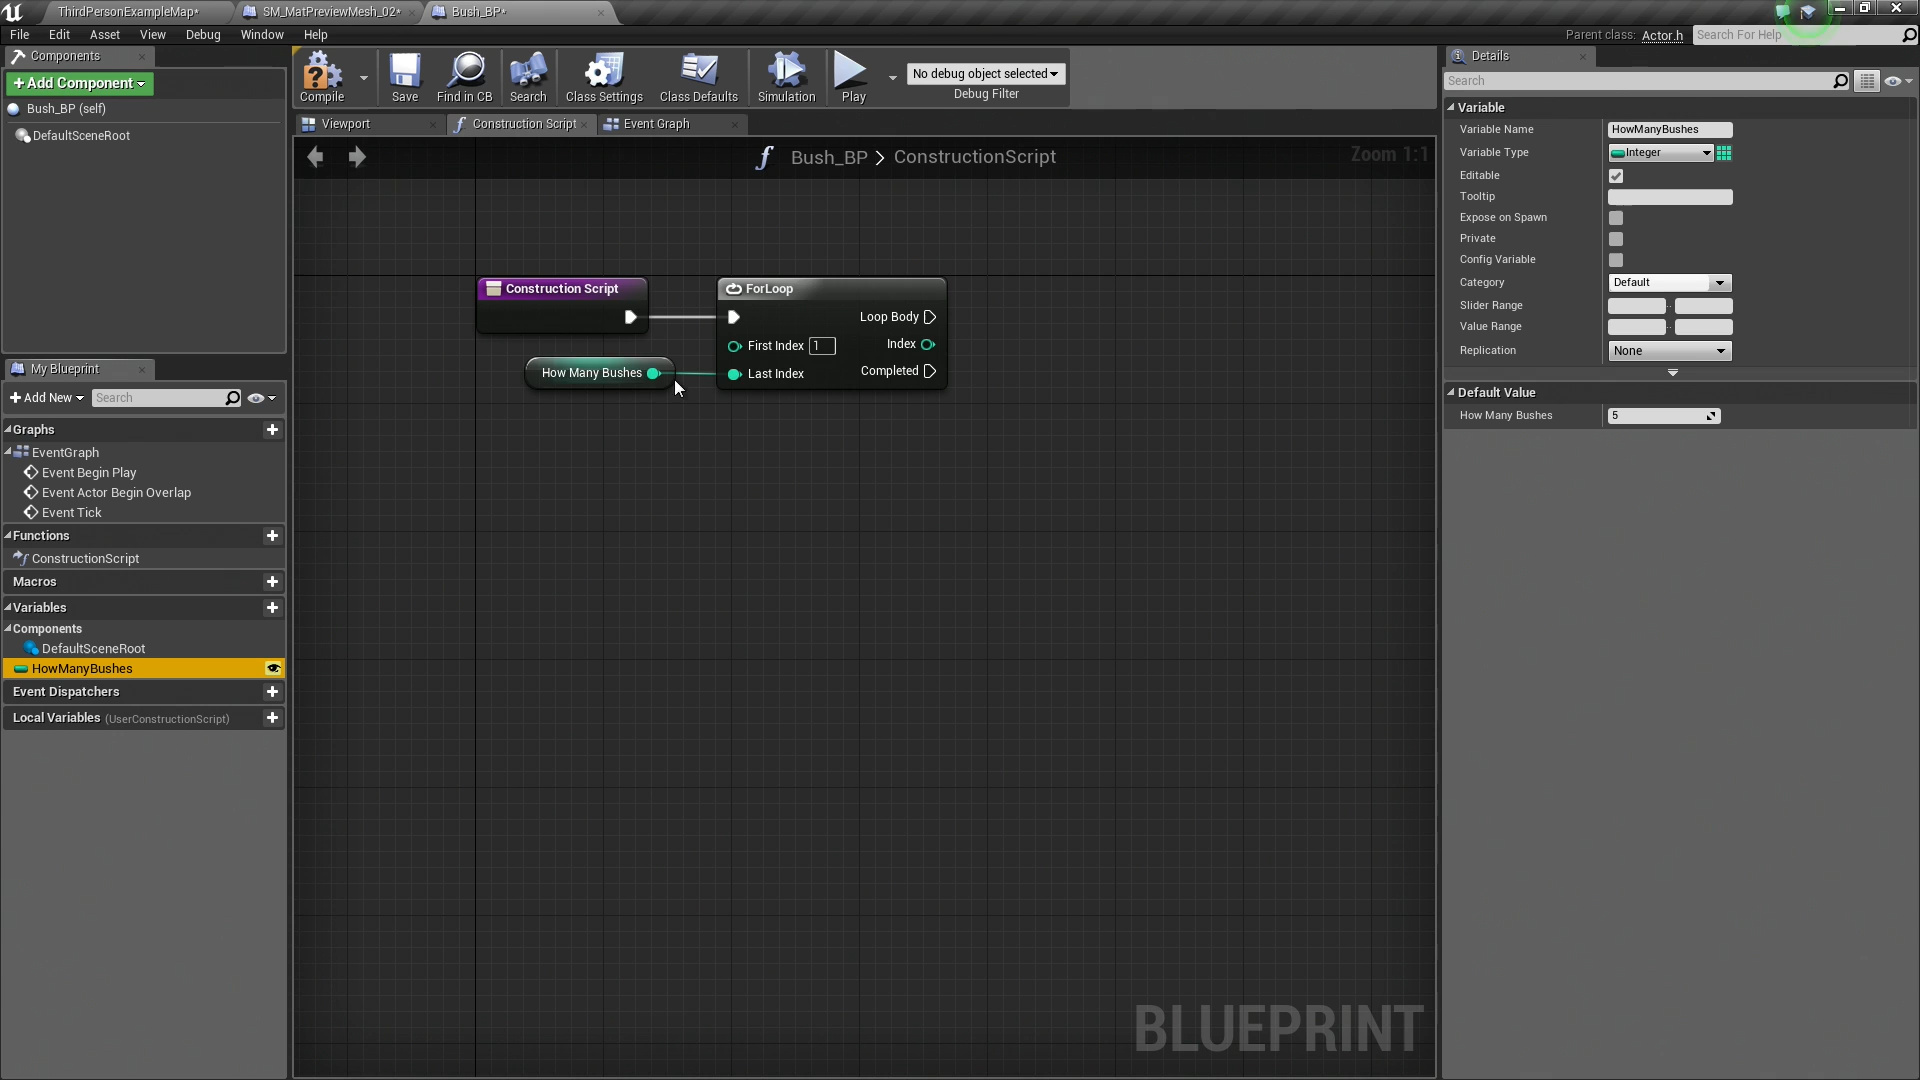 ThirdPersonExampleMap*
SM_MatPreviewMesh_02*
Bush_BP*
File Edit Asset View Debug Window Help
Parent class: Actor.h Search For Help
Components
+Add Component
Bush_BP (self)
DefaultSceneRoot
Compile
Save
Find in CB
Search
Class Settings
Class Defaults
Simulation
Play
No debug object selected
Debug Filter
Viewport
Construction Script
Event Graph
Bush_BP > ConstructionScript
Zoom 1:1
Construction Script
ForLoop
Loop Body
First Index 1
Index
How Many Bushes
Last Index
Completed
BLUEPRINT
My Blueprint
+Add New
Search
Graphs
EventGraph
Event Begin Play
Event Actor Begin Overlap
Event Tick
Functions
ConstructionScript
Macros
Variables
Components
DefaultSceneRoot
HowManyBushes
Event Dispatchers
Local Variables (UserConstructionScript)
Details
Search
Variable
Variable Name HowManyBushes
Variable Type Integer
Editable
Tooltip
Expose on Spawn
Private
Config Variable
Category Default
Slider Range
Value Range
Replication None
Default Value
How Many Bushes 5